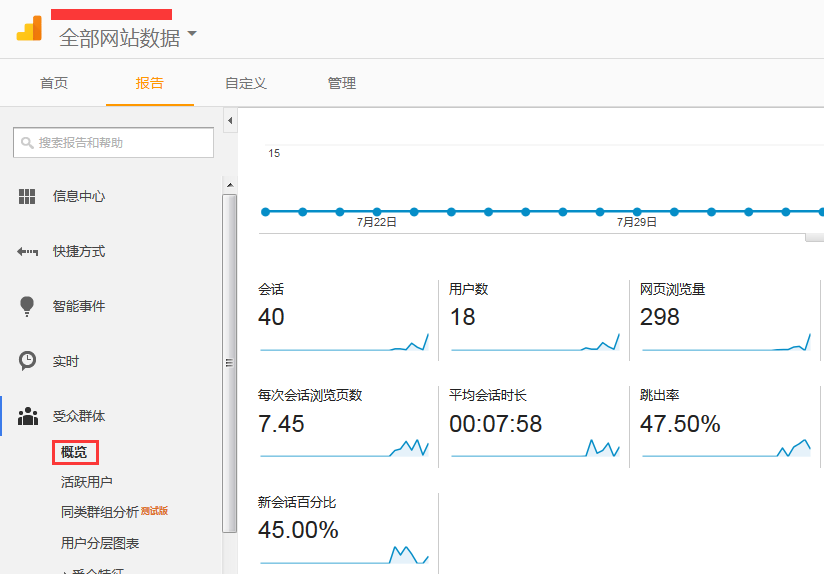 全部网站数据
首页 报告 自定义 管理
搜索报告和帮助
信息中心
快捷方式
智能事件
实时
受众群体
概览
活跃用户
同类群组分析 测试版
用户分层图表
受众特征
15
7月22日 7月29日
会话 用户数 网页浏览量
40 18 298
每次会话浏览页数 平均会话时长 跳出率
7.45 00:07:58 47.50%
新会话百分比
45.00%